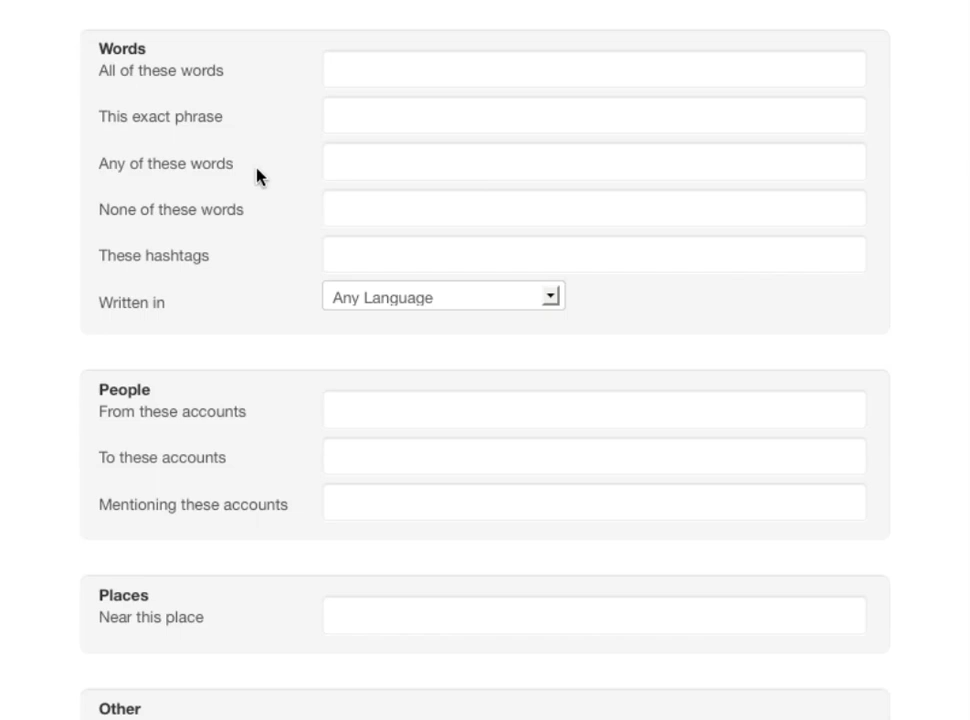 Words
All of these words
This exact phrase
Any of these words
None of these words
These hashtags
Written in
Any Language
People
From these accounts
To these accounts
Mentioning these accounts
Places
Near this place
Other